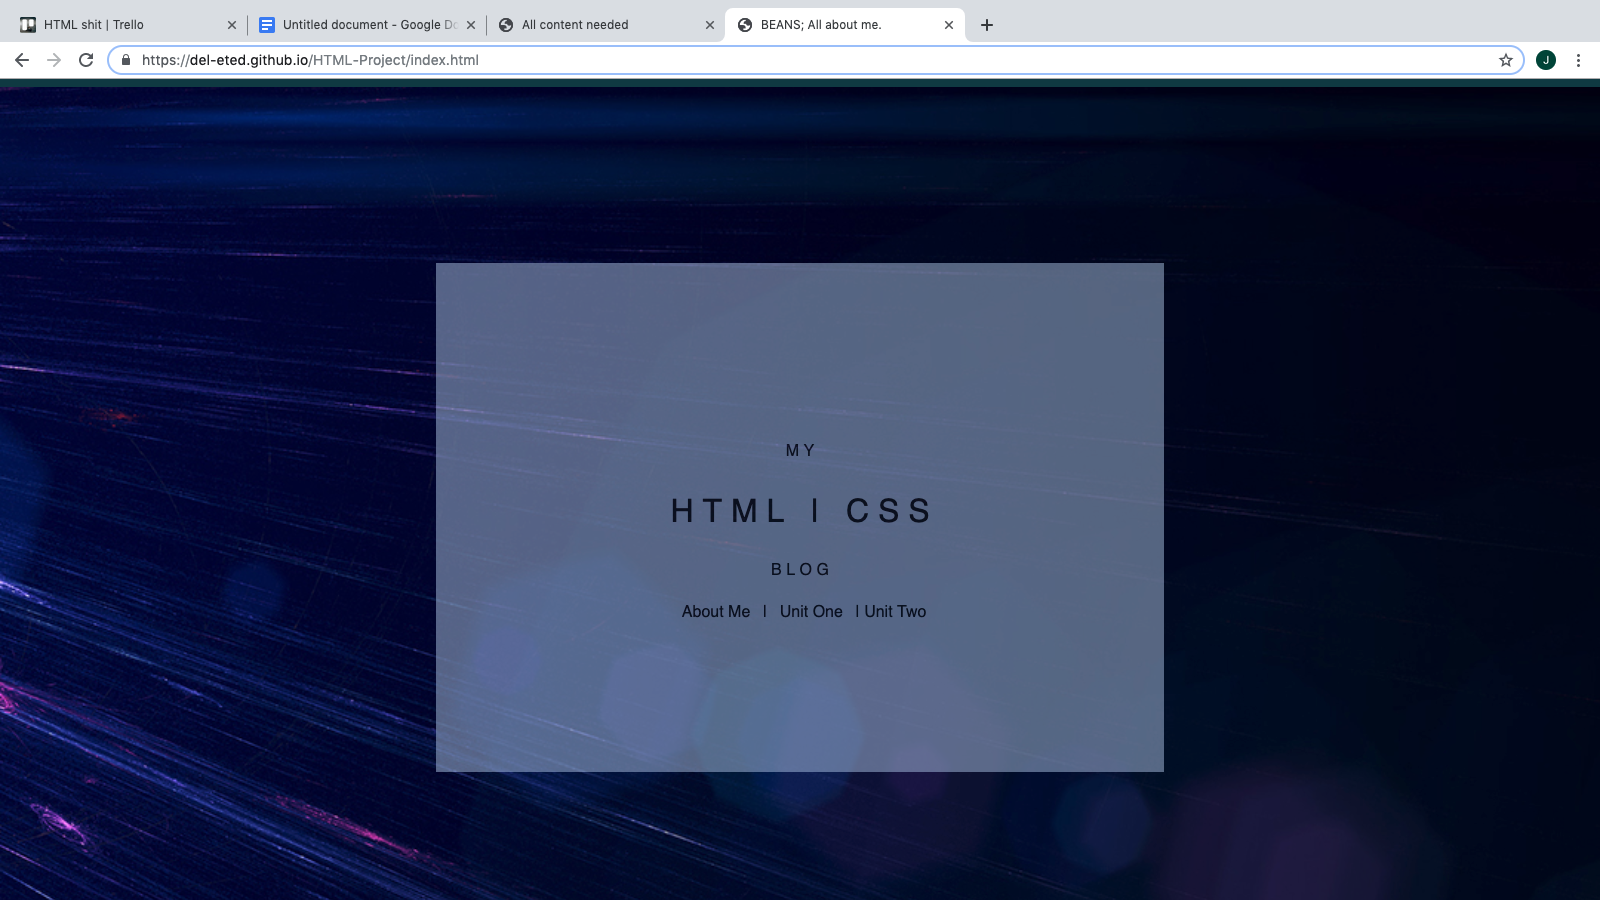 HTML shit | Trello
Untitled document - Google Do
All content needed
BEANS; All about me.
https://del-eted.github.io/HTML-Project/index.html
J
MY
HTML | CSS
BLOG
About Me | Unit One | Unit Two